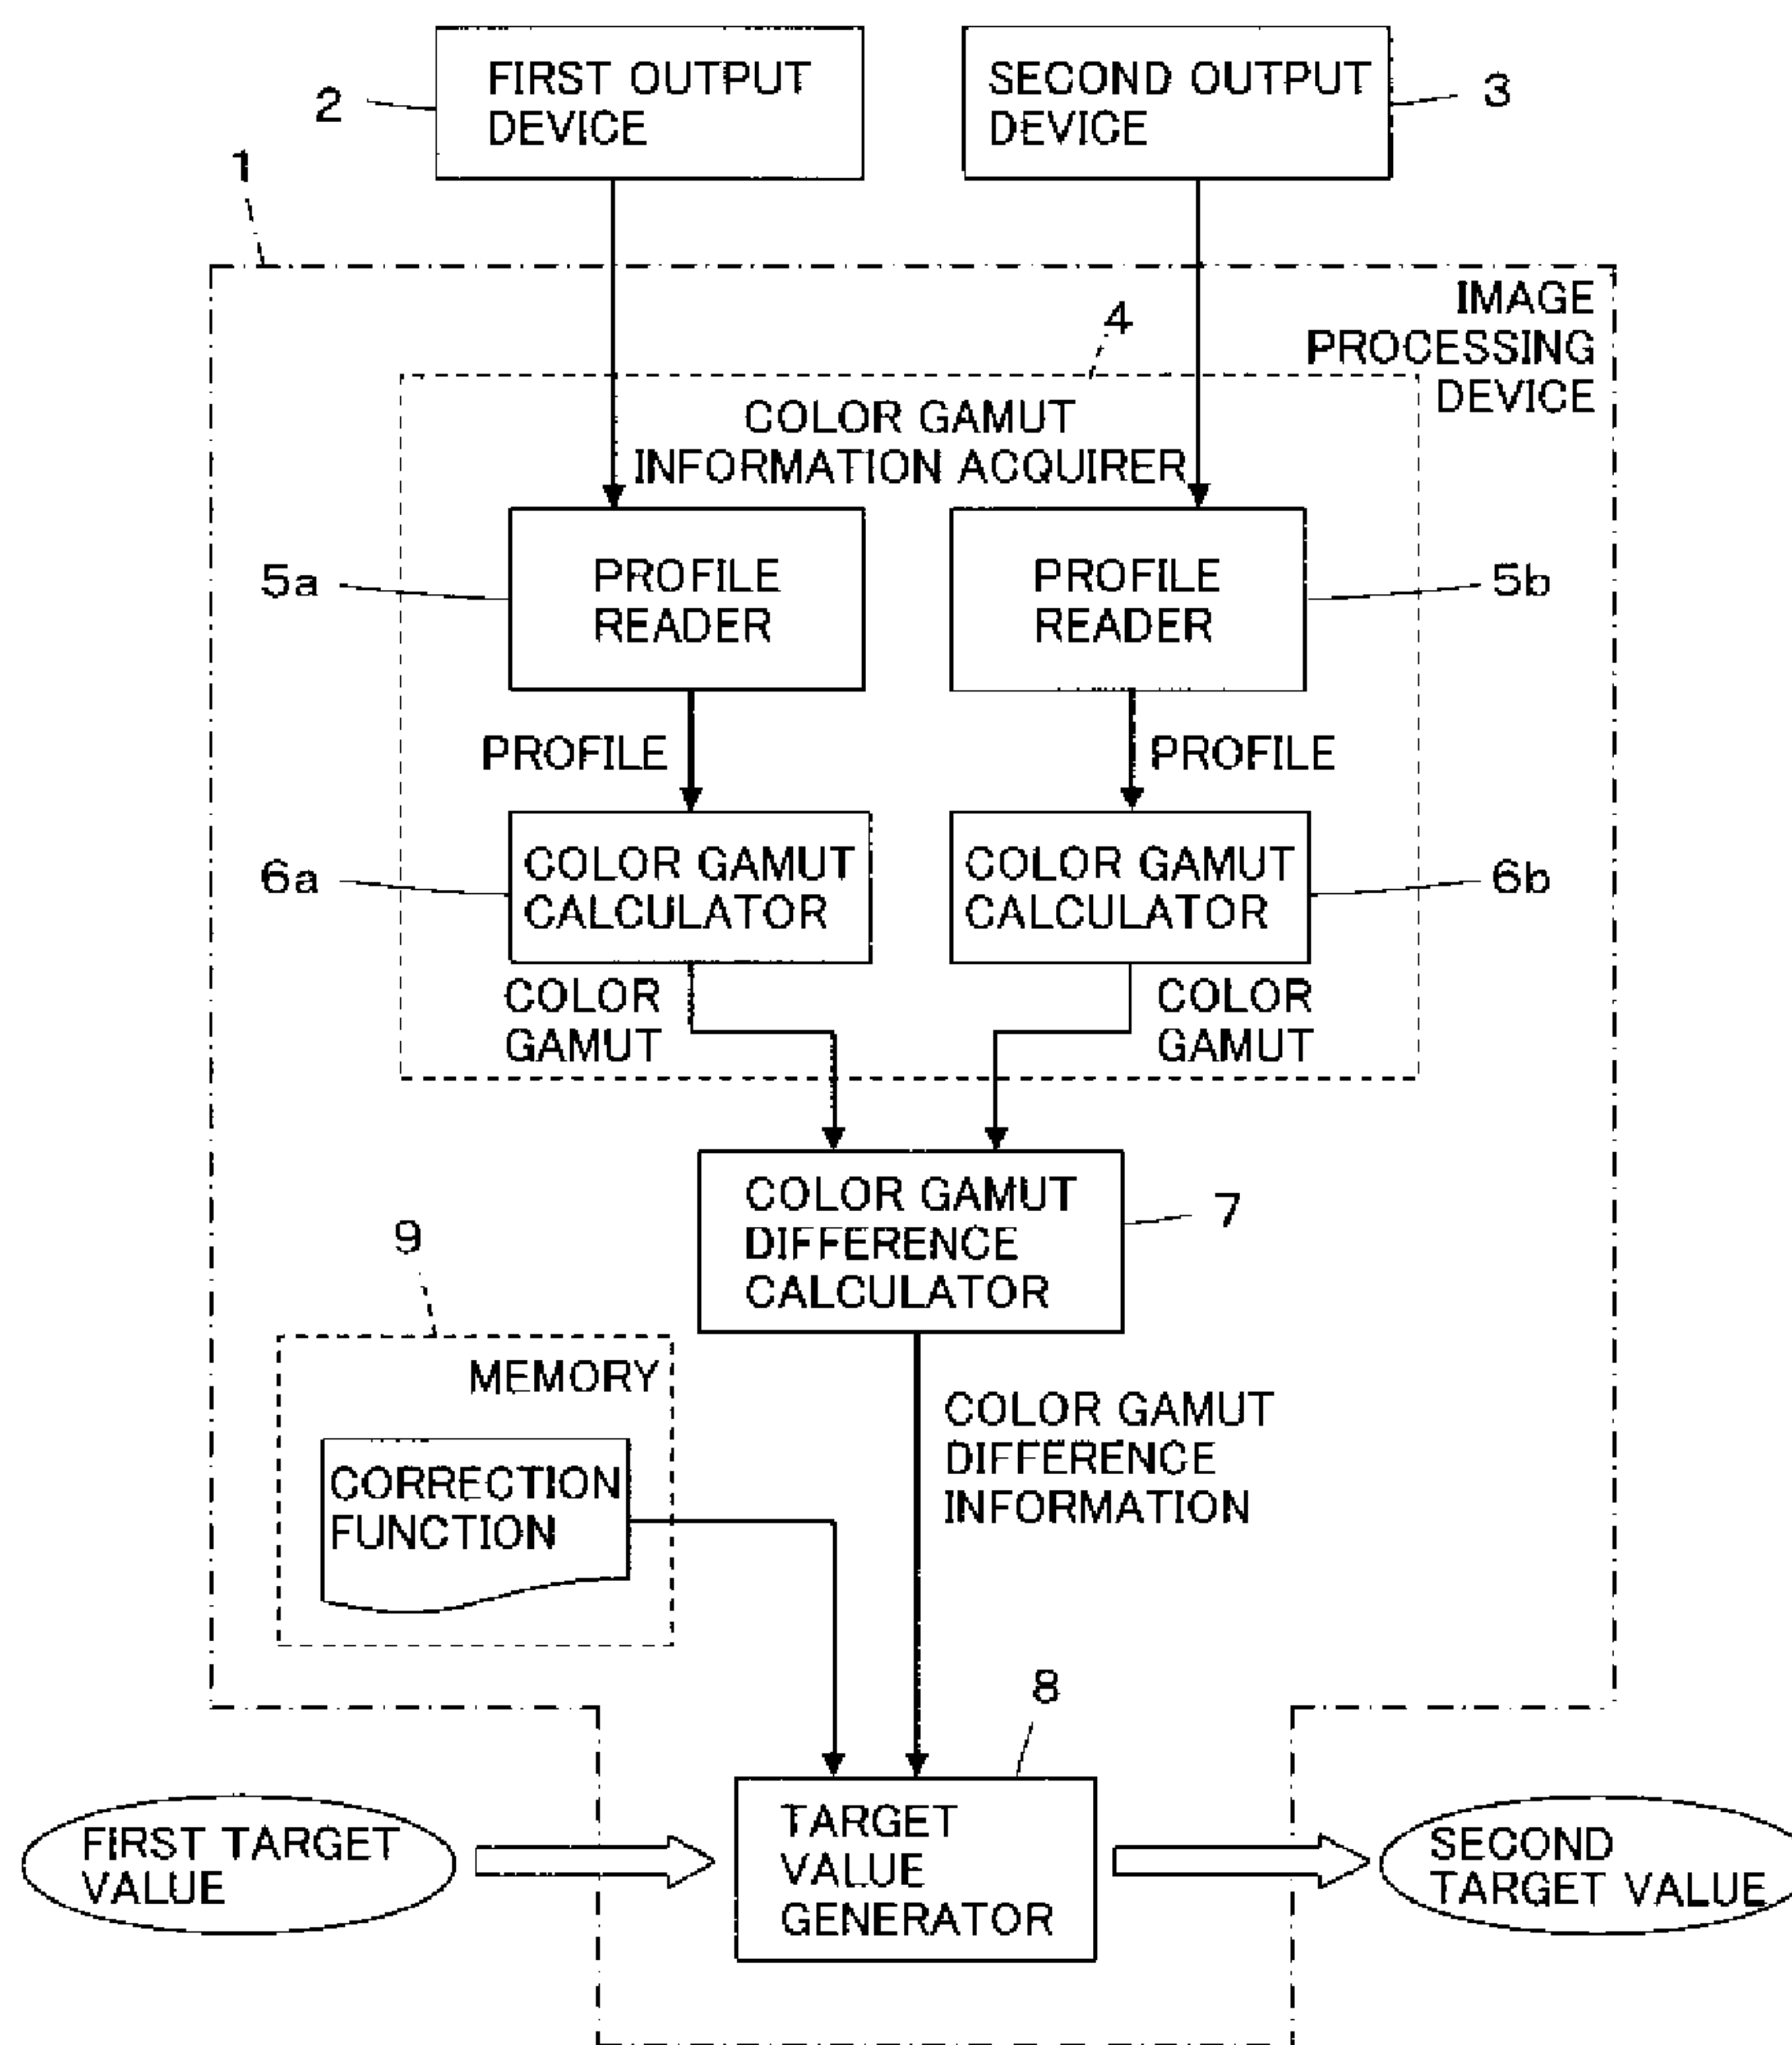 FIRST OUTPUT
DEVICE
2
SECOND OUTPUT
DEVICE
3
1
IMAGE
PROCESSING
DEVICE
4
COLOR GAMUT
INFORMATION ACQUIRER
5a
PROFILE
READER
PROFILE
READER
5b
PROFILE
PROFILE
6a
COLOR GAMUT
CALCULATOR
COLOR GAMUT
CALCULATOR
6b
COLOR
GAMUT
COLOR
GAMUT
COLOR GAMUT
DIFFERENCE
CALCULATOR
7
9
MEMORY
CORRECTION
FUNCTION
COLOR GAMUT
DIFFERENCE
INFORMATION
8
FIRST TARGET
VALUE
TARGET
VALUE
GENERATOR
SECOND
TARGET VALUE